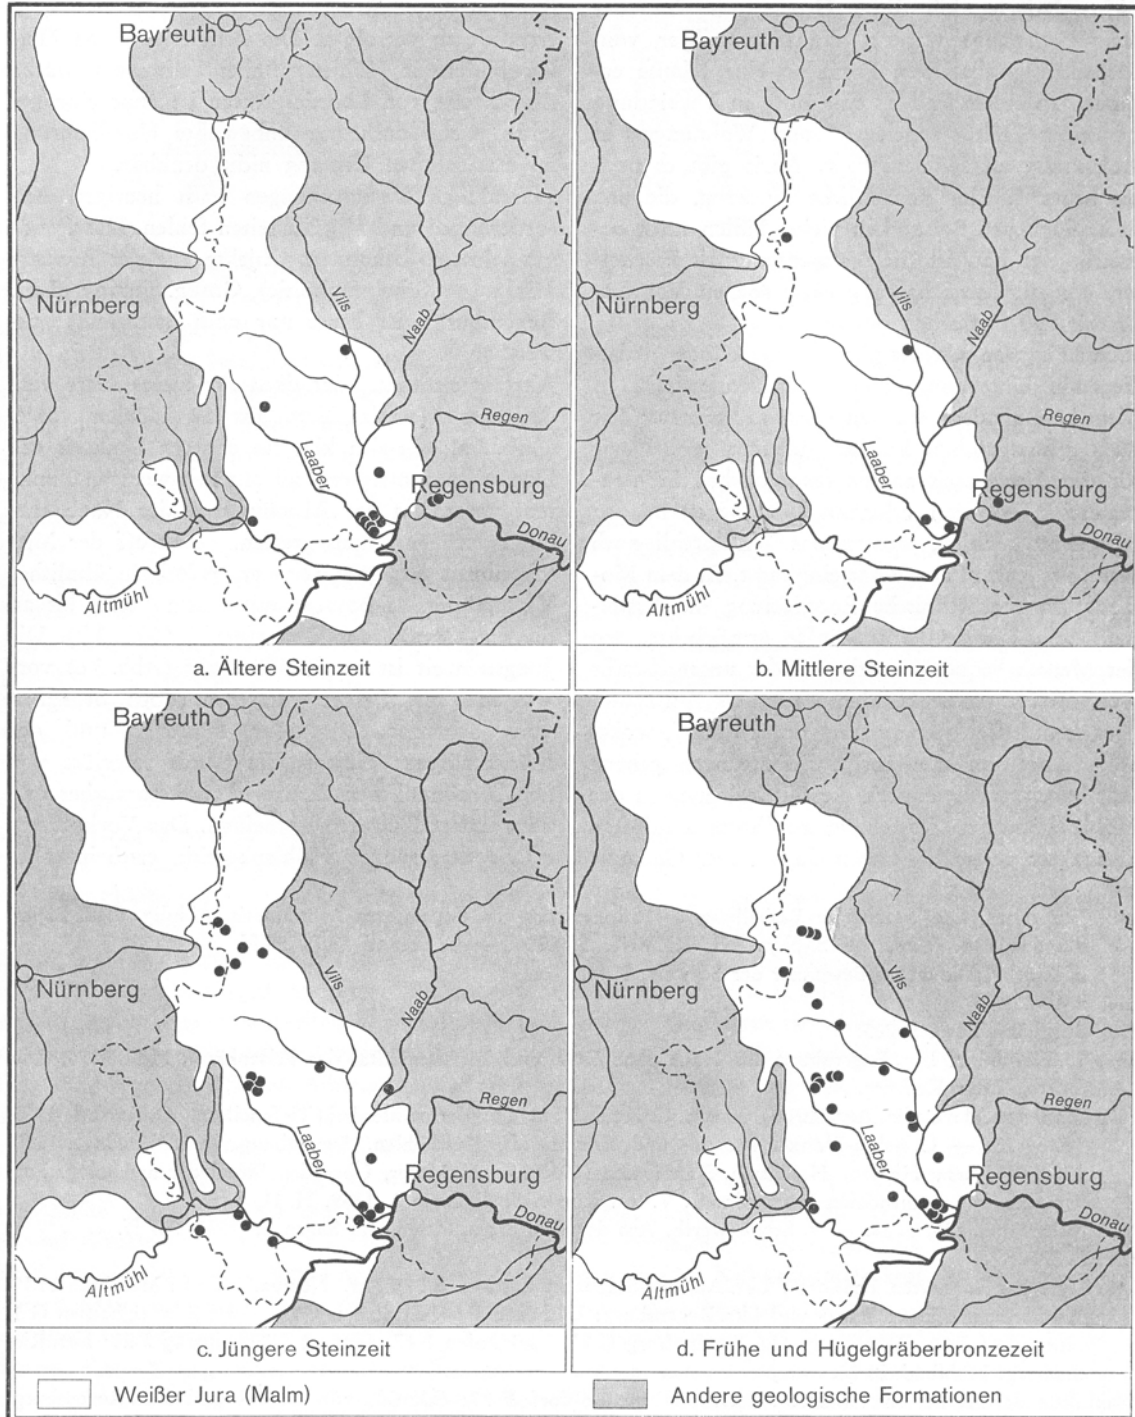 Bayreuth
Nürnberg
Vils
Naab
Regen
Laaber
Regensburg
Donau
Altmühl
a. Ältere Steinzeit
Bayreuth
Nürnberg
Vils
Naab
Regen
Laaber
Regensburg
Donau
Altmühl
b. Mittlere Steinzeit
Bayreuth
Nürnberg
Vils
Naab
Regen
Laaber
Regensburg
Donau
Altmühl
c. Jüngere Steinzeit
Bayreuth
Nürnberg
Vils
Naab
Regen
Laaber
Regensburg
Donau
Altmühl
d. Frühe und Hügelgräberbronzezeit
Weißer Jura (Malm)
Andere geologische Formationen